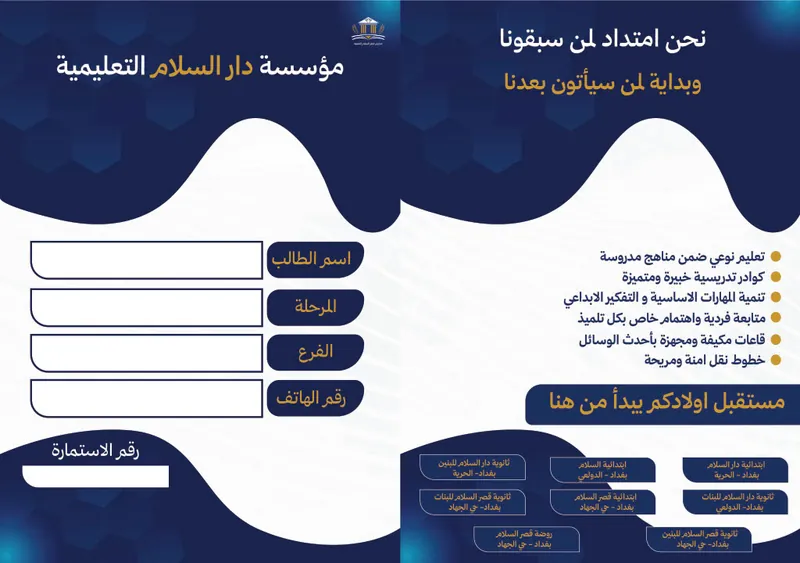 نحن امتداد لمن سبقونا
وبداية لمن سيأتون بعدنا
تعليم نوعي ضمن مناهج مدروسة
كوادر تدريسية خبيرة ومتميزة
تنمية المهارات الاساسية و التفكير الابداعي
متابعة فردية واهتمام خاص بكل تلميذ
قاعات مكيفة ومجهزة بأحدث الوسائل
خطوط نقل امنة ومريحة
مستقبل اولادكم يبدأ من هنا
ابتدائية دار السلام
بغداد - الحرية
ابتدائية السلام
بغداد - الدولعي
ثانوية دار السلام للبنين
بغداد- الحرية
ثانوية دار السلام للبنات
بغداد- الدولعي
ابتدائية قصر السلام
بغداد - حي الجهاد
ثانوية قصر السلام للبنات
بغداد- حي الجهاد
ثانوية قصر السلام للبنين
بغداد- حي الجهاد
روضة قصر السلام
بغداد- حي الجهاد
مؤسسة دار السلام التعليمية
اسم الطالب
المرحلة
الفرع
رقم الهاتف
رقم الاستمارة